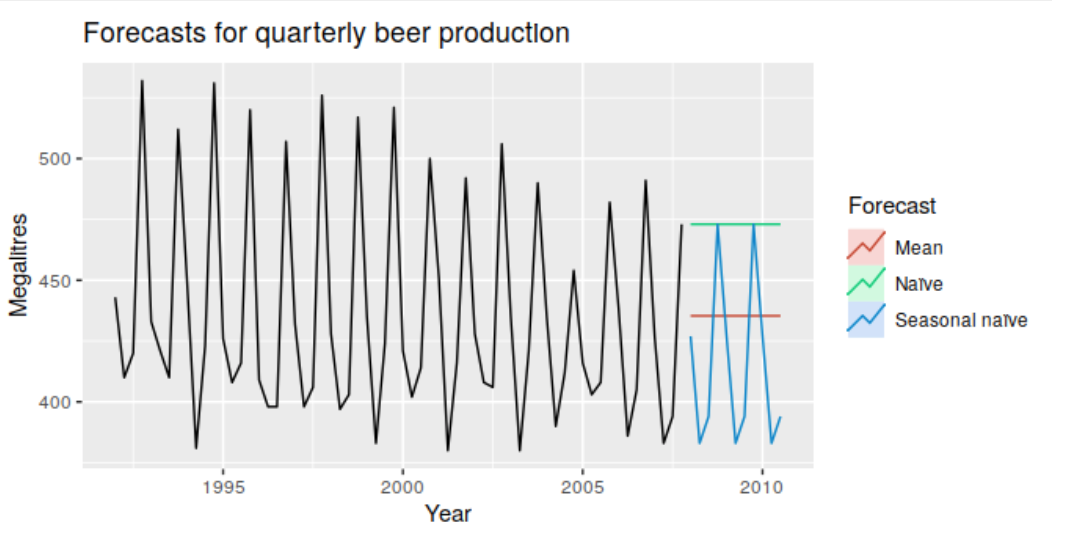 Forecasts for quarterly beer production
Megalitres
500
450
400
1995
2000
2005
2010
Year
Forecast
Mean
Naïve
Seasonal naïve